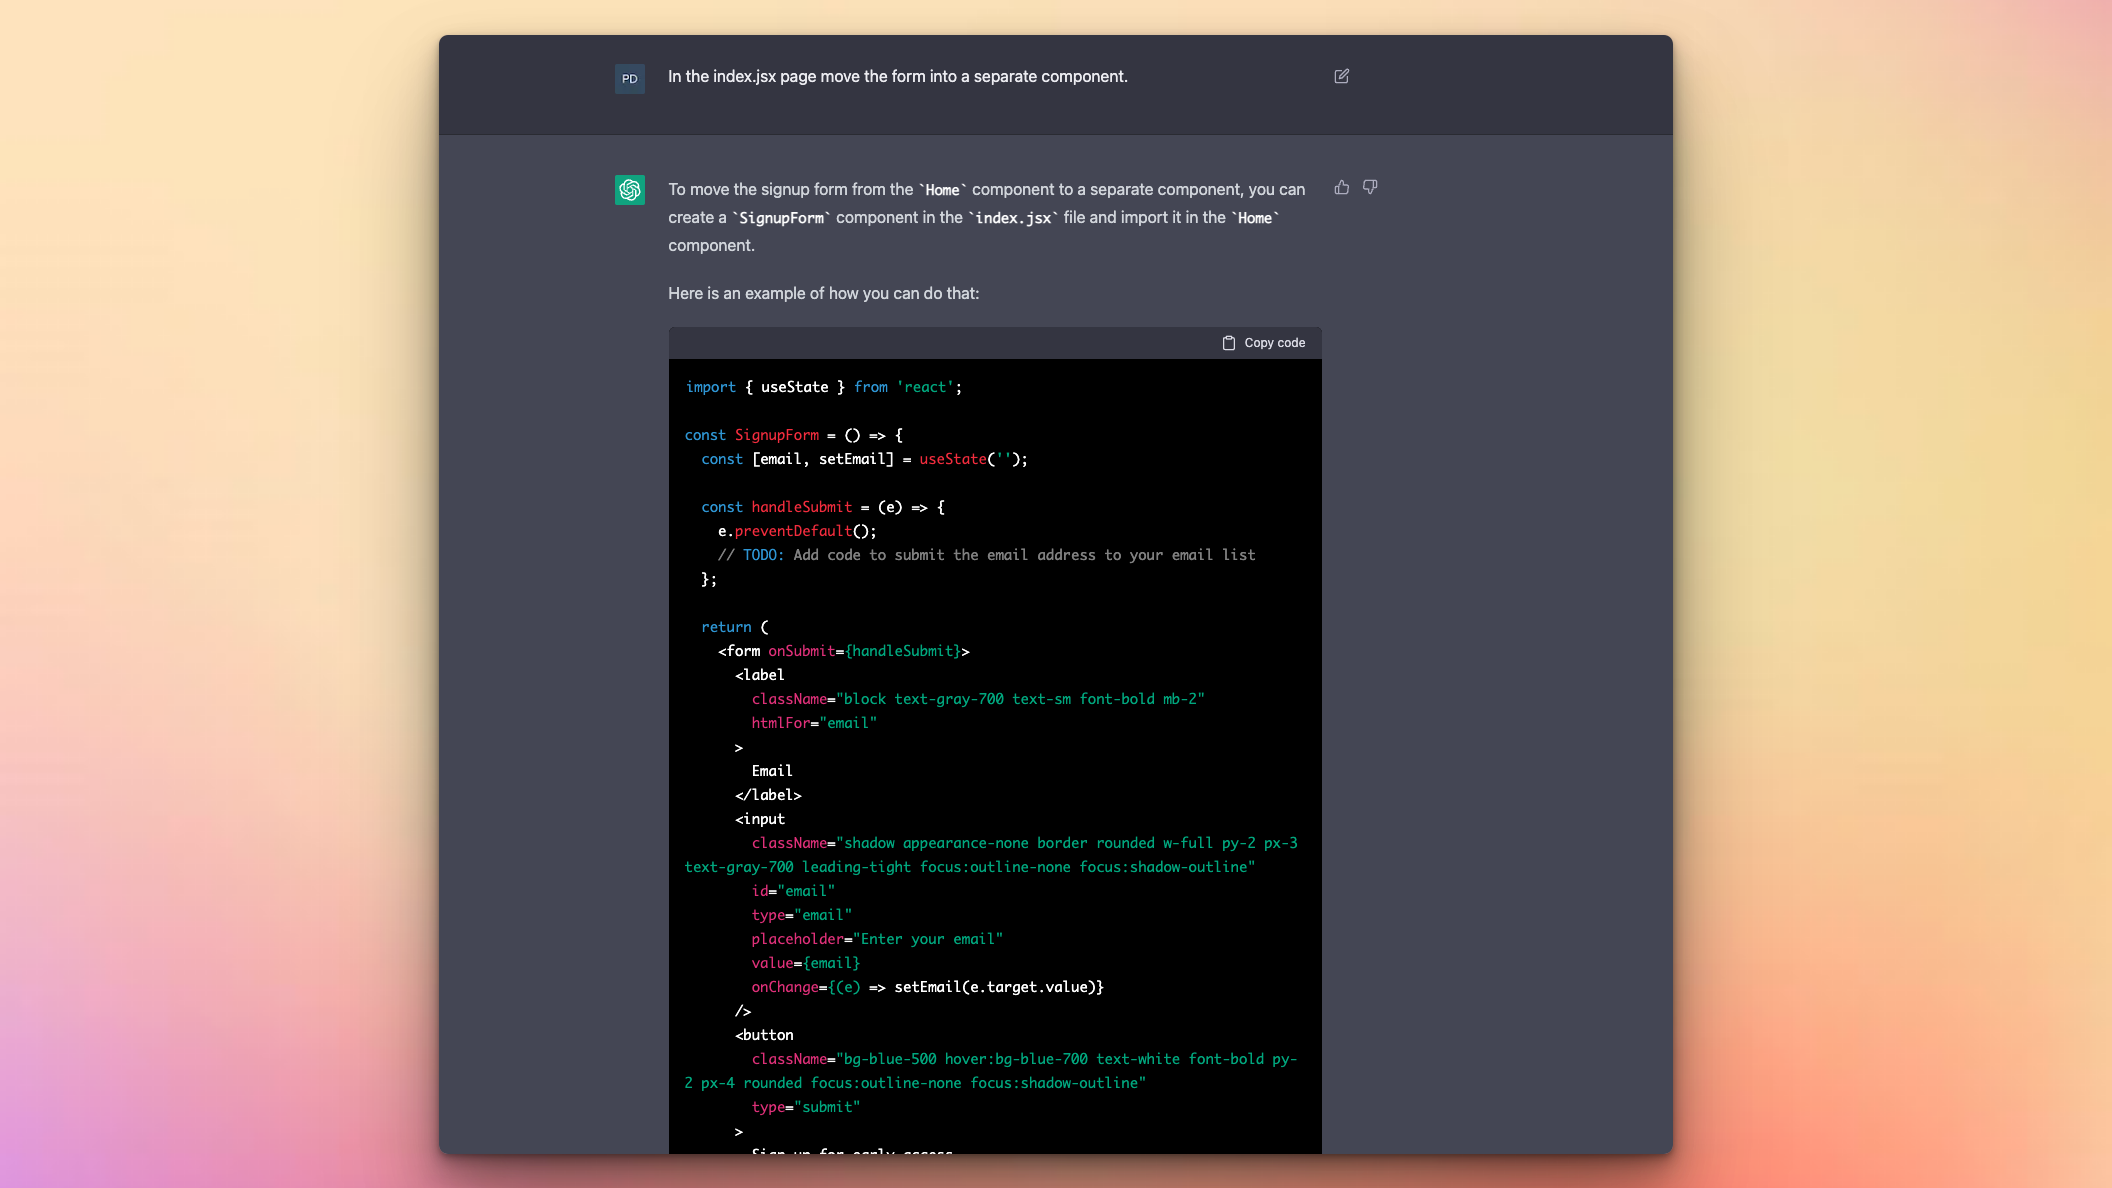 PD
In the index.jsx page move the form into a separate component.
To move the signup form from the `Home` component to a separate component, you can
create a `SignupForm` component in the `index.jsx` file and import it in the `Home`
component.
Here is an example of how you can do that:
Copy code
import { useState } from 'react';
const SignupForm = () => {
const [email, setEmail] = useState('');
const handleSubmit = (e) => {
e.preventDefault();
// TODO: Add code to submit the email address to your email list
};
return (
<form onSubmit={handleSubmit}>
<label
className="block text-gray-700 text-sm font-bold mb-2"
htmlFor="email"
>
Email
</label>
<input
className="shadow appearance-none border rounded w-full py-2 px-3
text-gray-700 leading-tight focus:outline-none focus:shadow-outline"
id="email"
type="email"
placeholder="Enter your email"
value={email}
onChange={(e) => setEmail(e.target.value)}
/>
<button
className="bg-blue-500 hover:bg-blue-700 text-white font-bold py-
2 px-4 rounded focus:outline-none focus:shadow-outline"
type="submit"
>
Sign up for early access